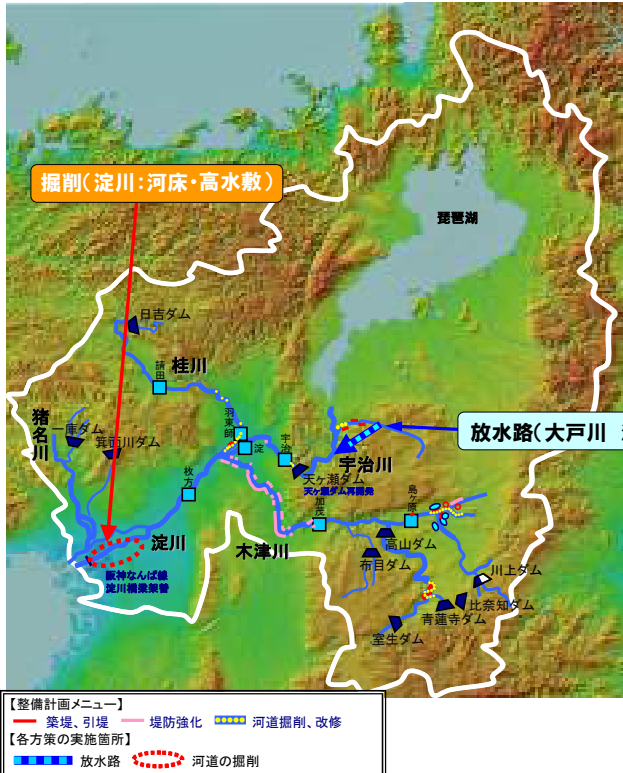 掘削(淀川:河床・高水敷)
琵琶湖
日吉ダム
請田
桂川
猪名川
一庫ダム
箕面川ダム
羽束師
淀
宇治
放水路(大戸川
宇治川
天ヶ瀬ダム
天ヶ瀬ダム再開発
枚方
島ヶ原
加茂
淀川
木津川
高山ダム
布目ダム
川上ダム
阪神なんば線
淀川橋梁架替
比奈知ダム
青蓮寺ダム
室生ダム
【整備計画メニュー】
築堤、引堤 堤防強化 河道掘削、改修
【各方策の実施箇所】
放水路 河道の掘削